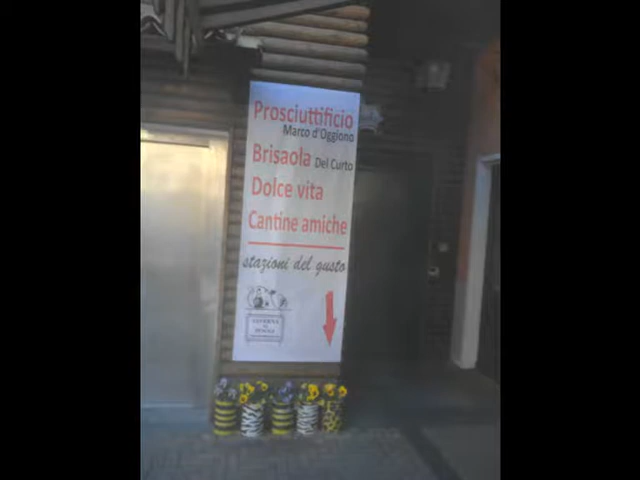 Prosciuttificio
Marco d'Oggiono
Brisaola Del Curto
Dolce vita
Cantine amiche
stazioni del gusto